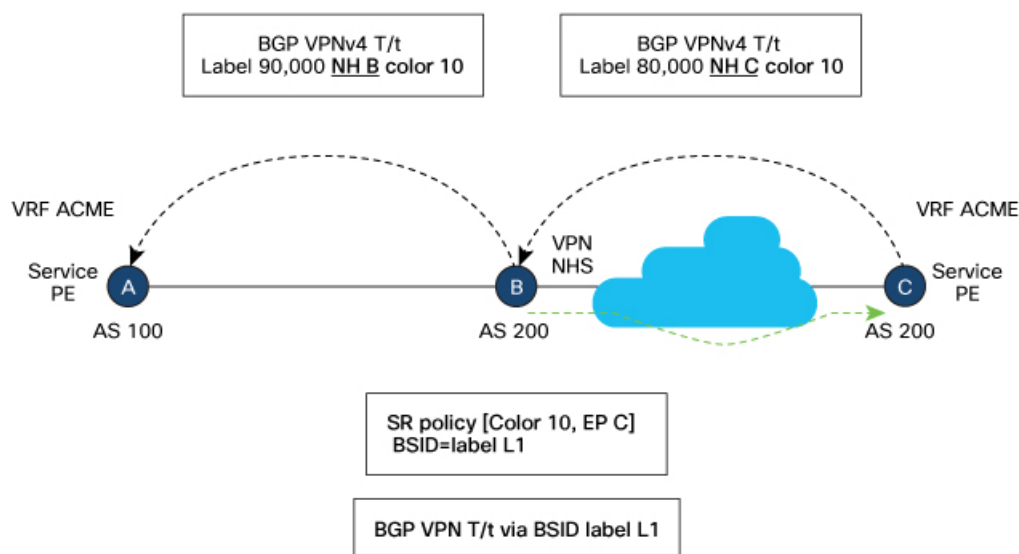 BGP VPNv4 T/t
Label 90,000 NH B color 10
BGP VPNv4 T/t
Label 80,000 NH C color 10
VRF ACME
VRF ACME
VPN
NHS
Service
PE
A
B
C
Service
PE
AS 100
AS 200
AS 200
SR policy [Color 10, EP C]
BSID=label L1
BGP VPN T/t via BSID label L1